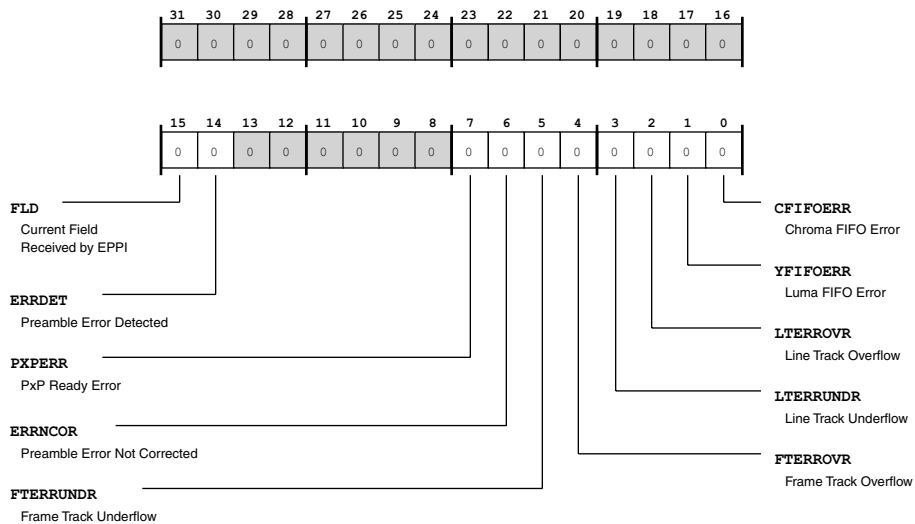 31 30 29 28 27 26 25 24 23 22 21 20 19 18 17 16
0 0 0 0 0 0 0 0 0 0 0 0 0 0 0 0
15 14 13 12 11 10 9 8 7 6 5 4 3 2 1 0
0 0 0 0 0 0 0 0 0 0 0 0 0 0 0 0
FLD
Current Field
Received by EPPI
ERRDET
Preamble Error Detected
PXPERR
PxP Ready Error
ERRNCOR
Preamble Error Not Corrected
FTERRUNDR
Frame Track Underflow
CFIFOERR
Chroma FIFO Error
YFIFOERR
Luma FIFO Error
LTERROVR
Line Track Overflow
LTERRUNDR
Line Track Underflow
FTERROVR
Frame Track Overflow